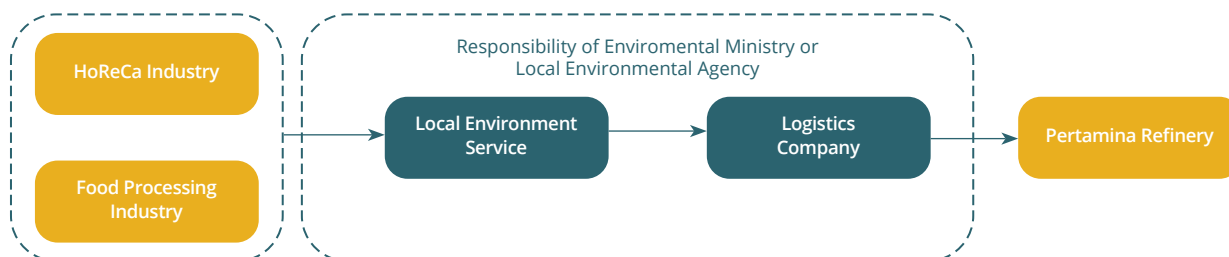 HoReCa Industry
Food Processing
Industry
Responsibility of Enviromental Ministry or
Local Environmental Agency
Local Environment
Service
Logistics
Company
Pertamina Refinery